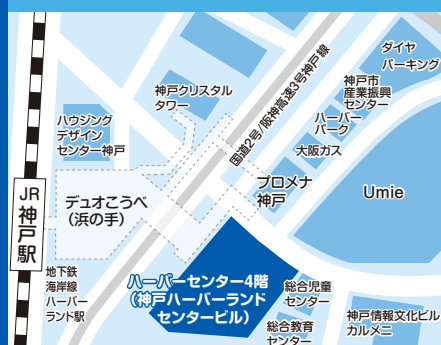 ダイヤ
パーキング
神戸市
産業振興
センター
ハーバー
パーク
大阪ガス
国道2号/阪神高速3号神戸線
神戸クリスタル
タワー
ハウジング
デザイン
センター神戸
プロメナ
神戸
Umie
デュオこうべ
(浜の手)
JR
神戸駅
地下鉄
海岸線
ハーバー
ランド駅
ハーバーセンター4階
(神戸ハーバーランド
センタービル)
総合児童
センター
総合教育
センター
神戸情報文化ビル
カルメニ